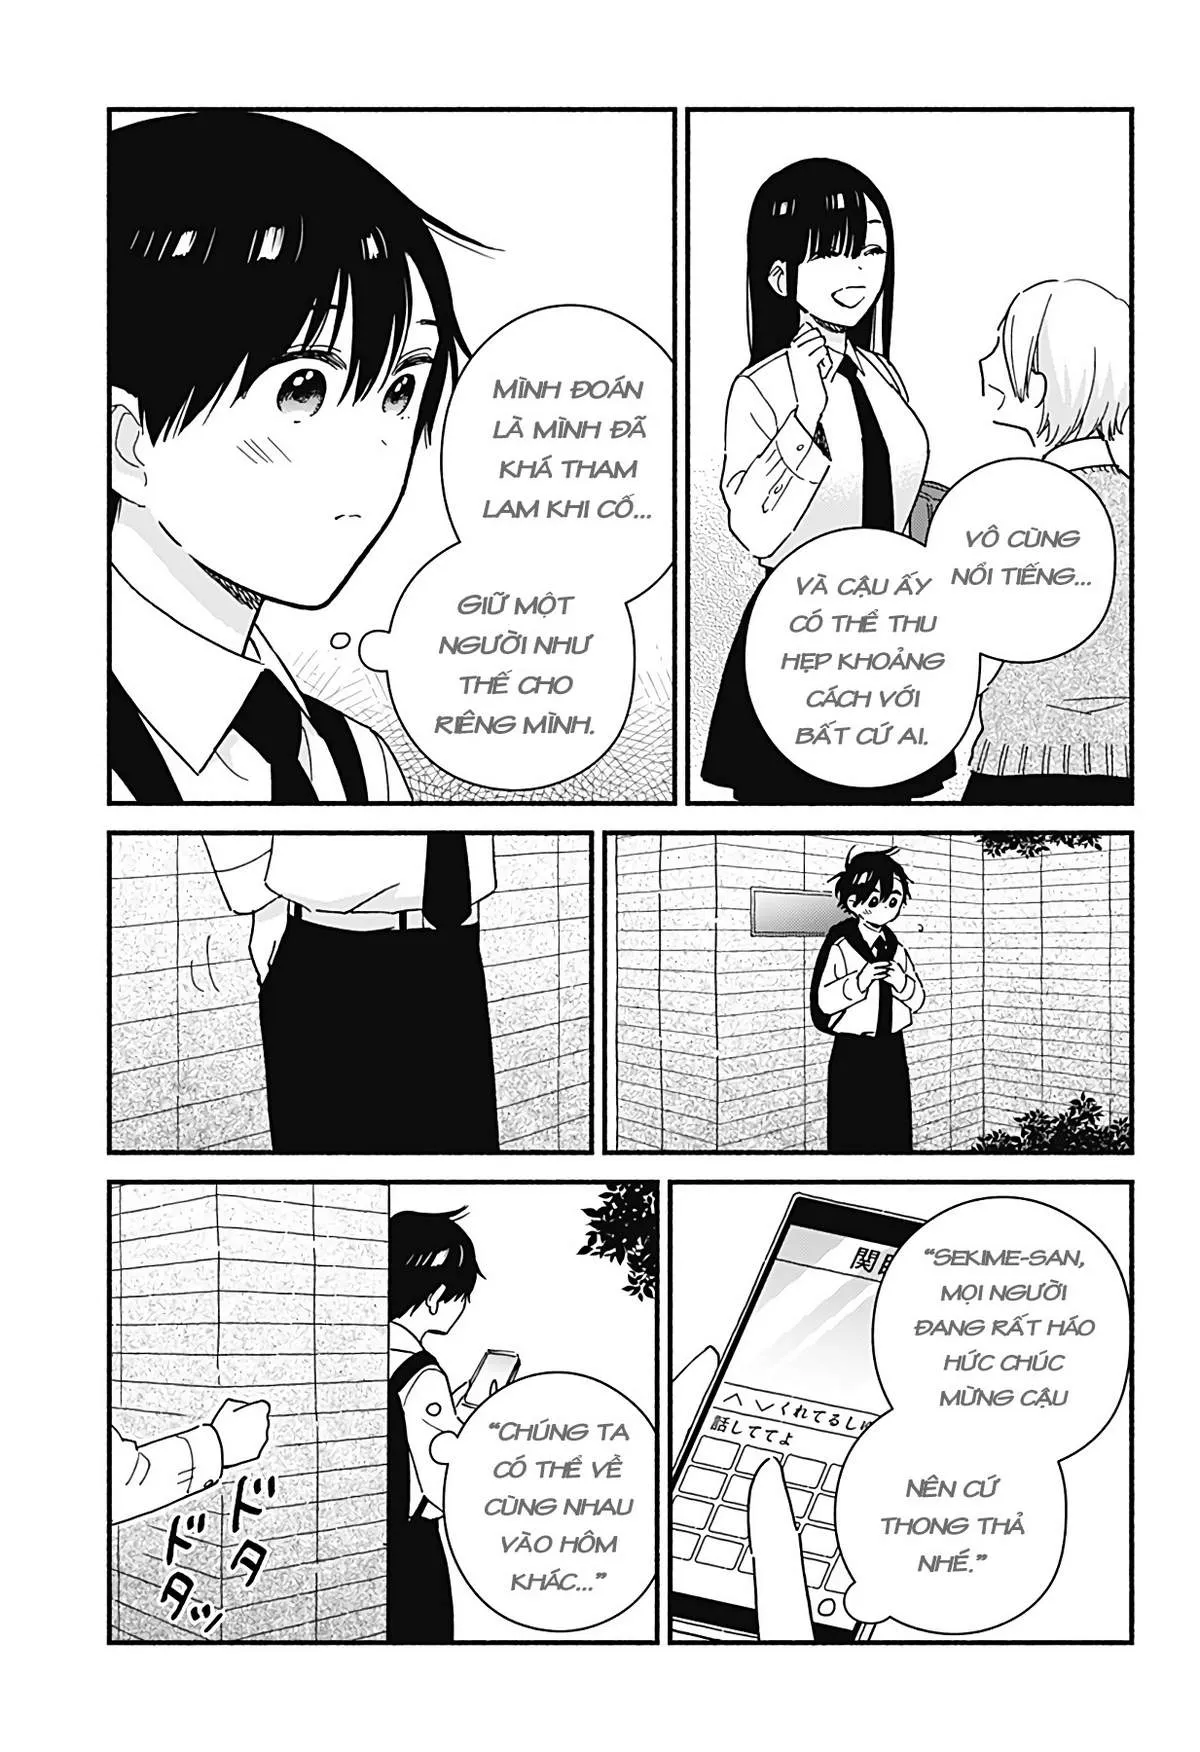 VÔ CÙNG
NỔI TIẾNG...
VÀ CẬU ẤY
CÓ THỂ THU
HẸP KHOẢNG
CÁCH VỚI
BẤT CỨ AI.
MÌNH ĐOÁN
LÀ MÌNH ĐÃ
KHÁ THAM
LAM KHI CỐ...
GIỮ MỘT
NGƯỜI NHƯ
THẾ CHO
RIÊNG MÌNH.
関
“SEKIME-SAN,
MỌI NGƯỜI
ĐANG RẤT HÁO
HỨC CHÚC
MỪNG CẬU
NÊN CỨ
THONG THẢ
NHÉ.”
くれてるし
話しててよ
“CHÚNG TA
CÓ THỂ VỀ
CÙNG NHAU
VÀO HÔM
KHÁC...”
ドタ
ドタッ